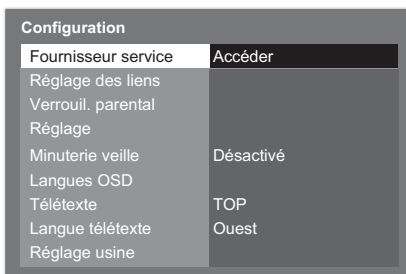 Configuration
Fournisseur service Accéder
Réglage des liens
Verrouil. parental
Réglage
Minuterie veille Désactivé
Langues OSD
Télétexte TOP
Langue télétexte Ouest
Réglage usine